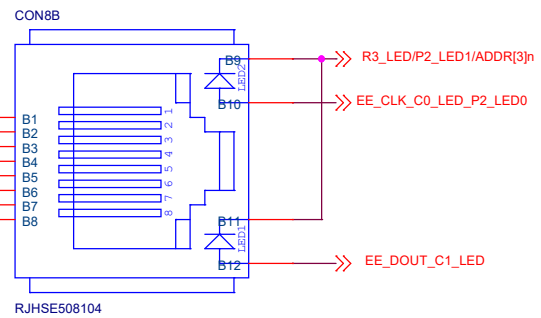 CON8B
B9
R3_LED/P2_LED1/ADDR[3]n
LED2
B10
EE_CLK_C0_LED_P2_LED0
B1
B2
B3
B4
B5
B6
B7
B8
1
2
3
4
5
6
7
8
B11
LED1
B12
EE_DOUT_C1_LED
RJHSE508104